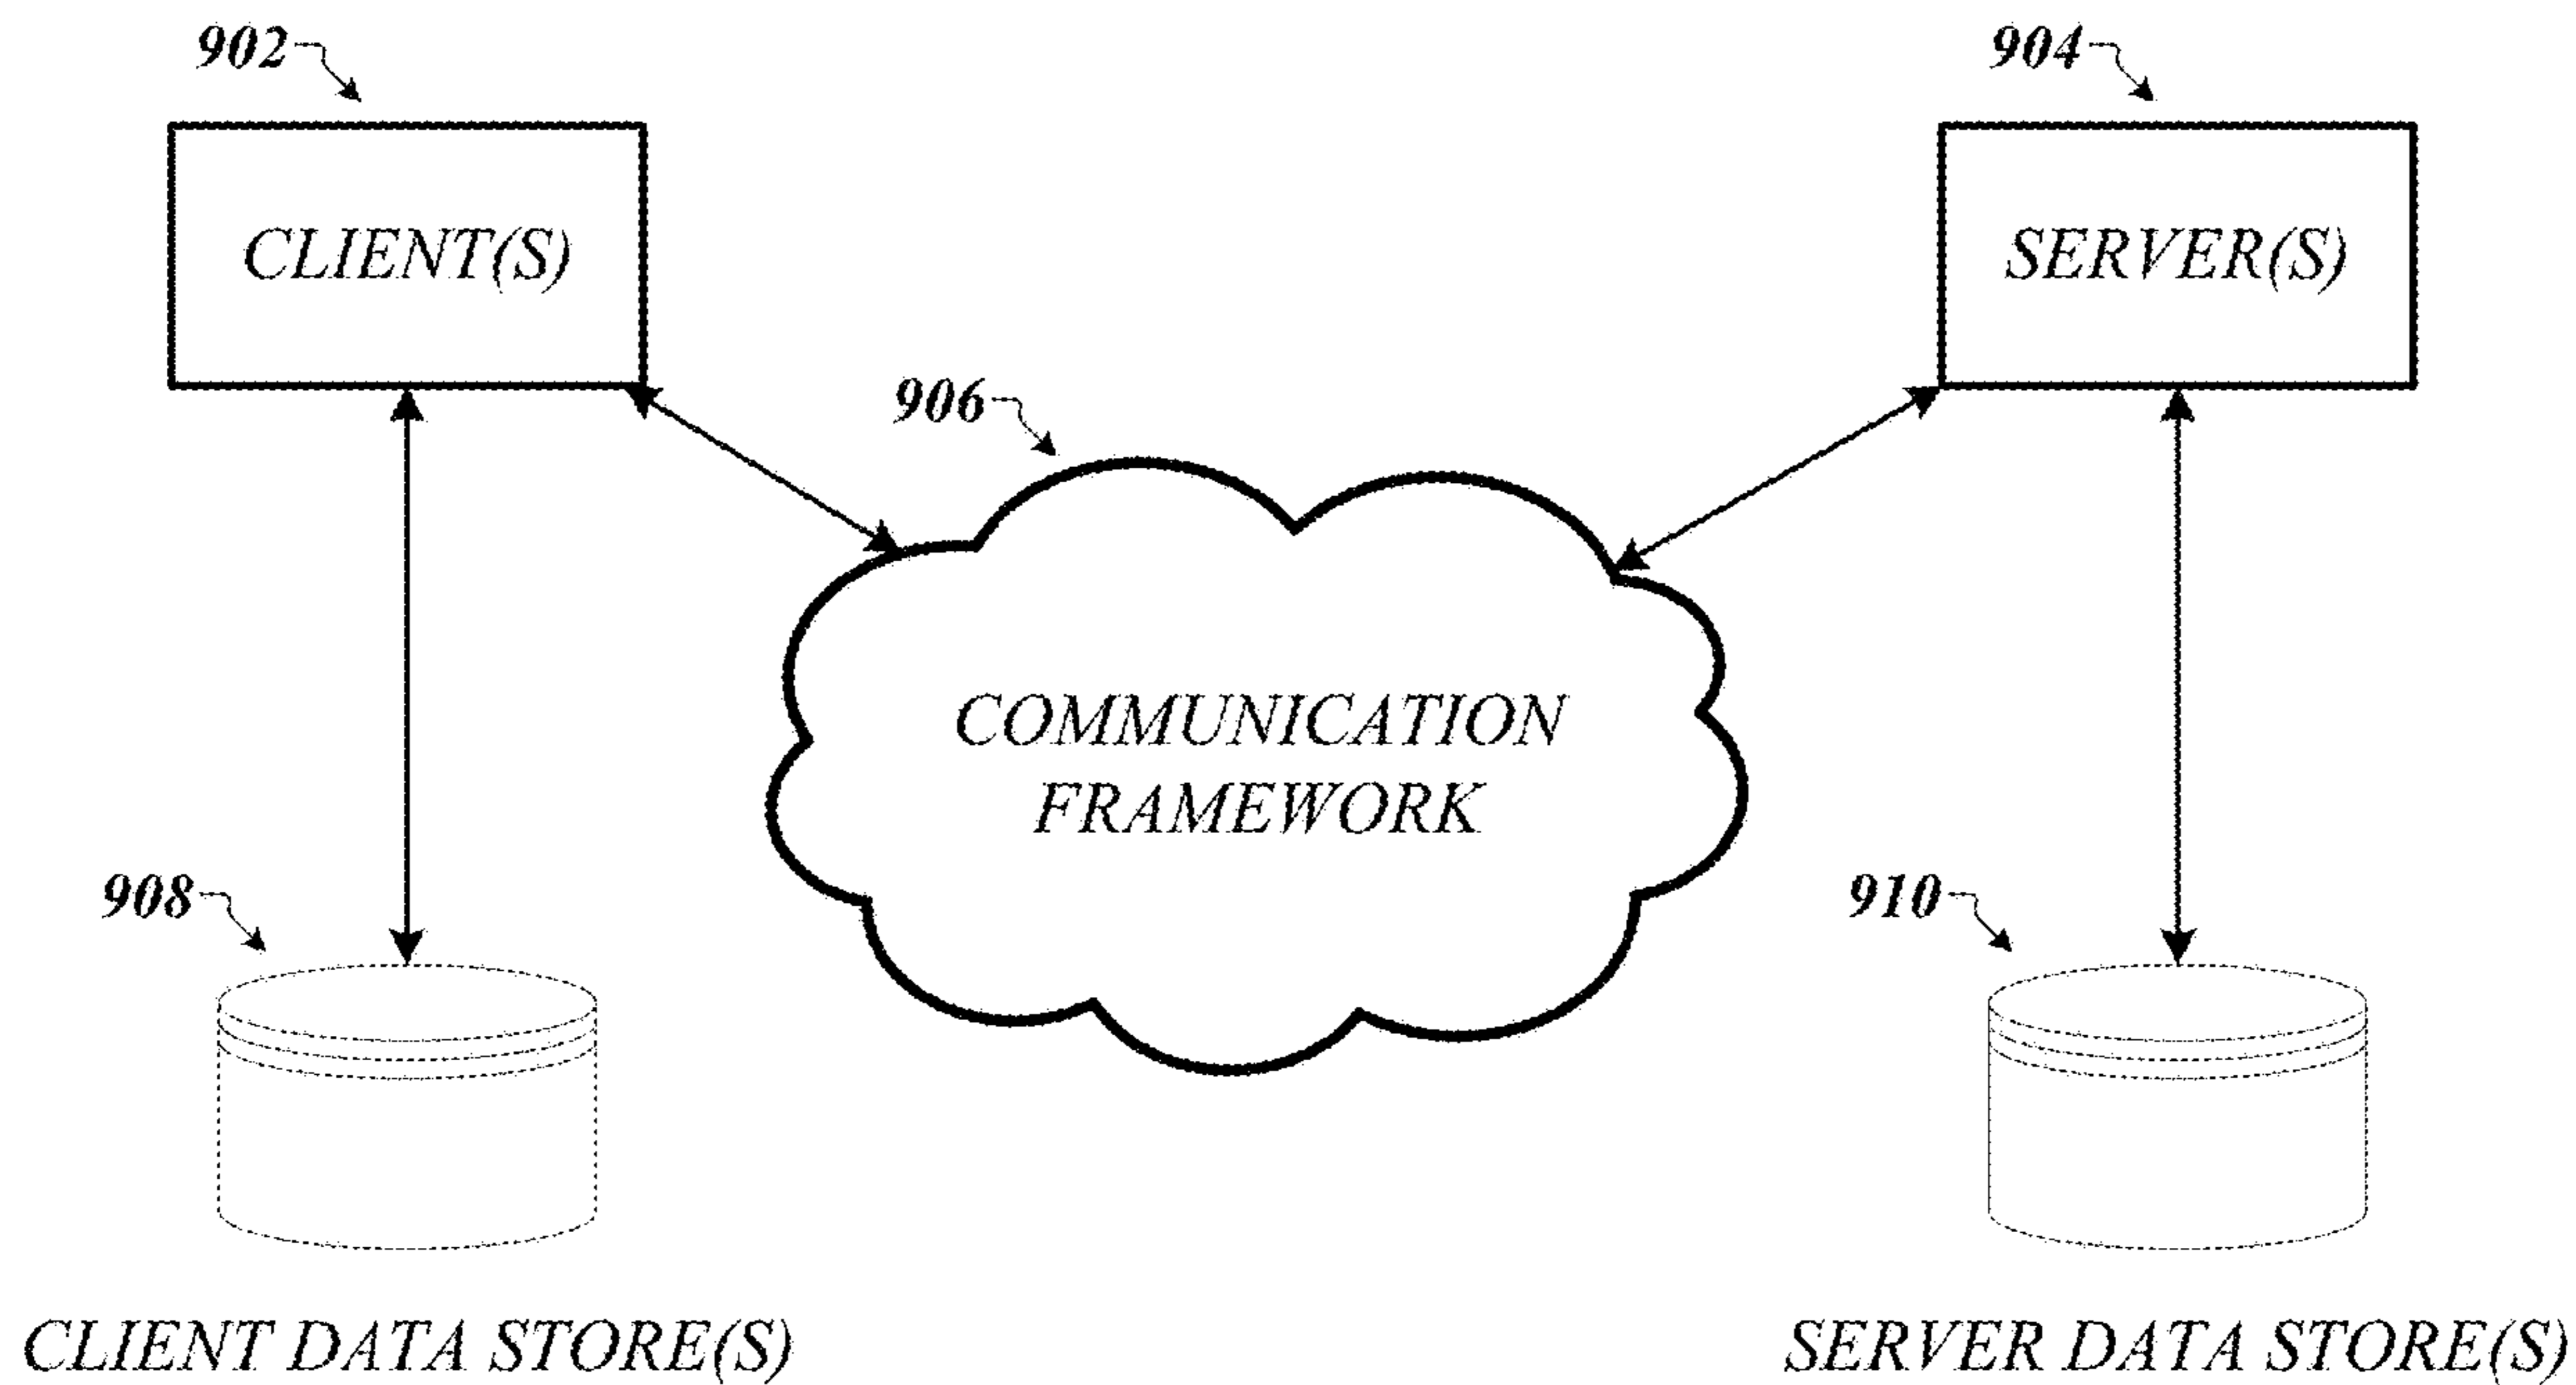 902
904
CLIENT(S)
SERVER(S)
906
COMMUNICATION
FRAMEWORK
908
910
CLIENT DATA STORE(S)
SERVER DATA STORE(S)